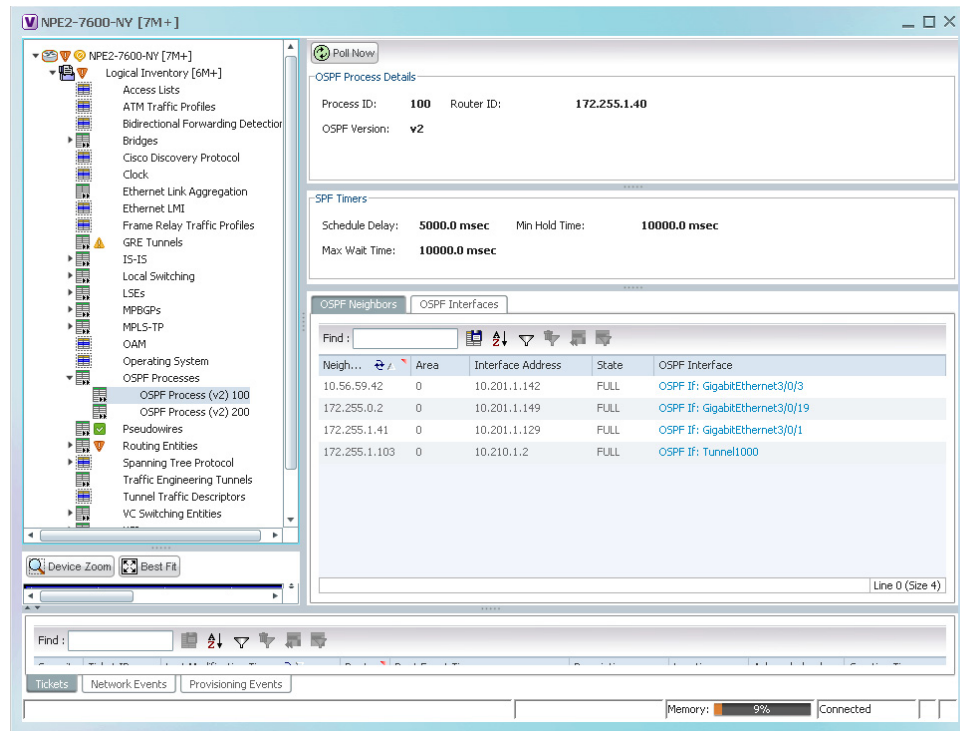 NPE2-7600-NY [7M+]
NPE2-7600-NY [7M+]
Logical Inventory [6M+]
Access Lists
ATM Traffic Profiles
Bidirectional Forwarding Detection
Bridges
Cisco Discovery Protocol
Clock
Ethernet Link Aggregation
Ethernet LMI
Frame Relay Traffic Profiles
GRE Tunnels
IS-IS
Local Switching
LSEs
MPBGPs
MPLS-TP
OAM
Operating System
OSPF Processes
OSPF Process (v2) 100
OSPF Process (v2) 200
Pseudowires
Routing Entities
Spanning Tree Protocol
Traffic Engineering Tunnels
Tunnel Traffic Descriptors
VC Switching Entities
Device Zoom Best Fit
Poll Now
OSPF Process Details
Process ID: 100 Router ID: 172.255.1.40
OSPF Version: v2
SPF Timers
Schedule Delay: 5000.0 msec Min Hold Time: 10000.0 msec
Max Wait Time: 10000.0 msec
OSPF Neighbors OSPF Interfaces
Find :
Neigh... Area Interface Address State OSPF Interface
10.56.59.42 0 10.201.1.142 FULL OSPF If: GigabitEthernet3/0/3
172.255.0.2 0 10.201.1.149 FULL OSPF If: GigabitEthernet3/0/19
172.255.1.41 0 10.201.1.129 FULL OSPF If: GigabitEthernet3/0/1
172.255.1.103 0 10.210.1.2 FULL OSPF If: Tunnel1000
Line 0 (Size 4)
Find :
Tickets Network Events Provisioning Events
Memory: 9% Connected